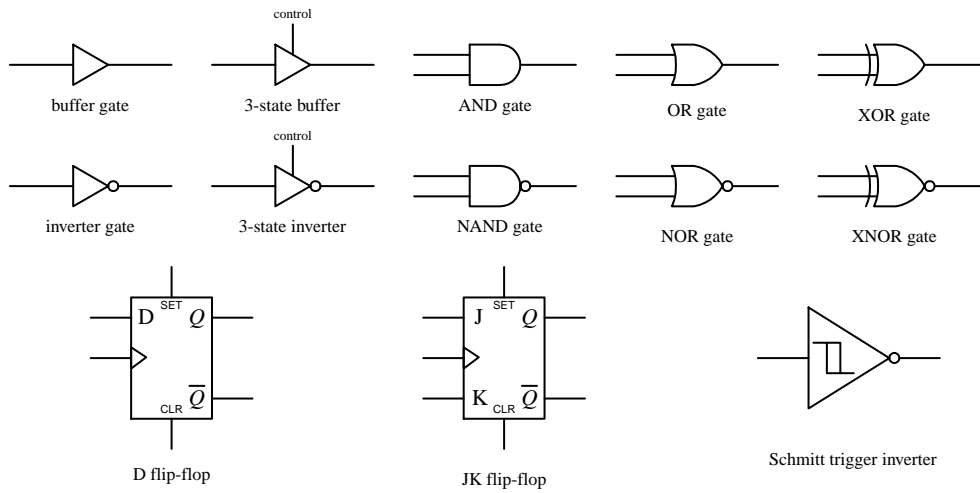 control
buffer gate
3-state buffer
AND gate
OR gate
XOR gate
control
inverter gate
3-state inverter
NAND gate
NOR gate
XNOR gate
SET
D Q
Q̅
CLR
D flip-flop
SET
J Q
K Q̅
CLR
JK flip-flop
Schmitt trigger inverter